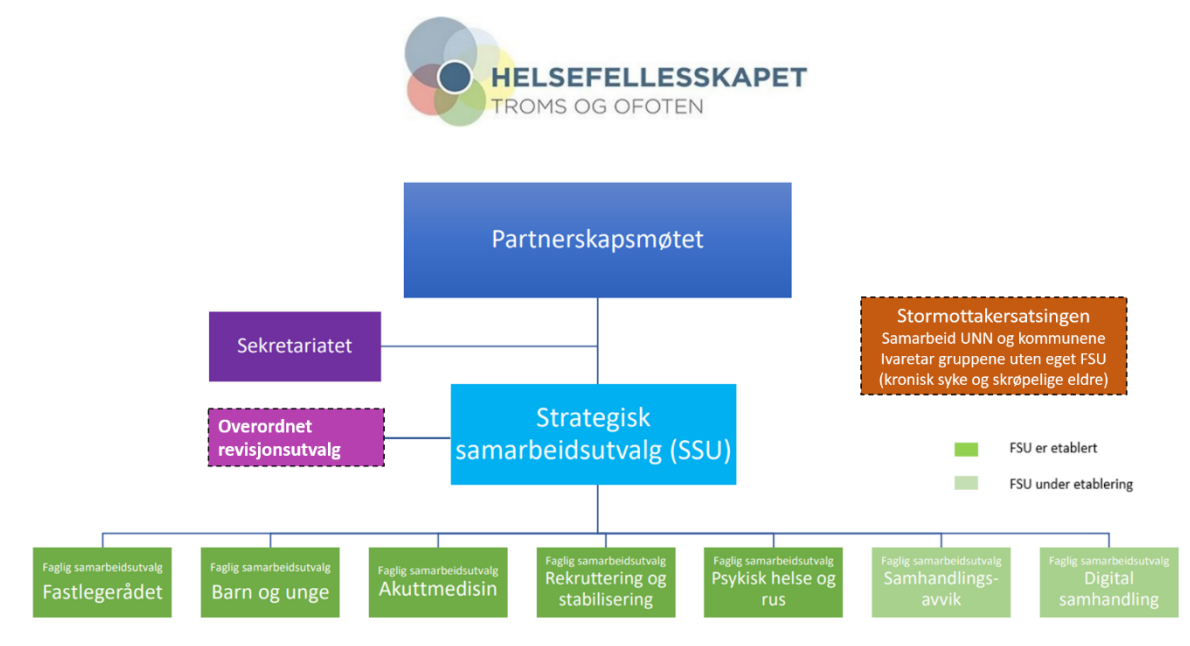 HELSEFELLESSKAPET
TROMS OG OFOTEN
Partnerskapsmøtet
Sekretariatet
Stormottakersatsingen
Samarbeid UNN og kommunene
Ivaretar gruppene uten eget FSU
(kronisk syke og skrøpelige eldre)
Overordnet
revisjonsutvalg
Strategisk
samarbeidsutvalg (SSU)
FSU er etablert
FSU under etablering
Faglig samarbeidsutvalg
Fastlegerådet
Faglig samarbeidsutvalg
Barn og unge
Faglig samarbeidsutvalg
Akuttmedisin
Faglig samarbeidsutvalg
Rekruttering og
stabilisering
Faglig samarbeidsutvalg
Psykisk helse og
rus
Faglig samarbeidsutvalg
Samhandlings-
avvik
Faglig samarbeidsutvalg
Digital
samhandling